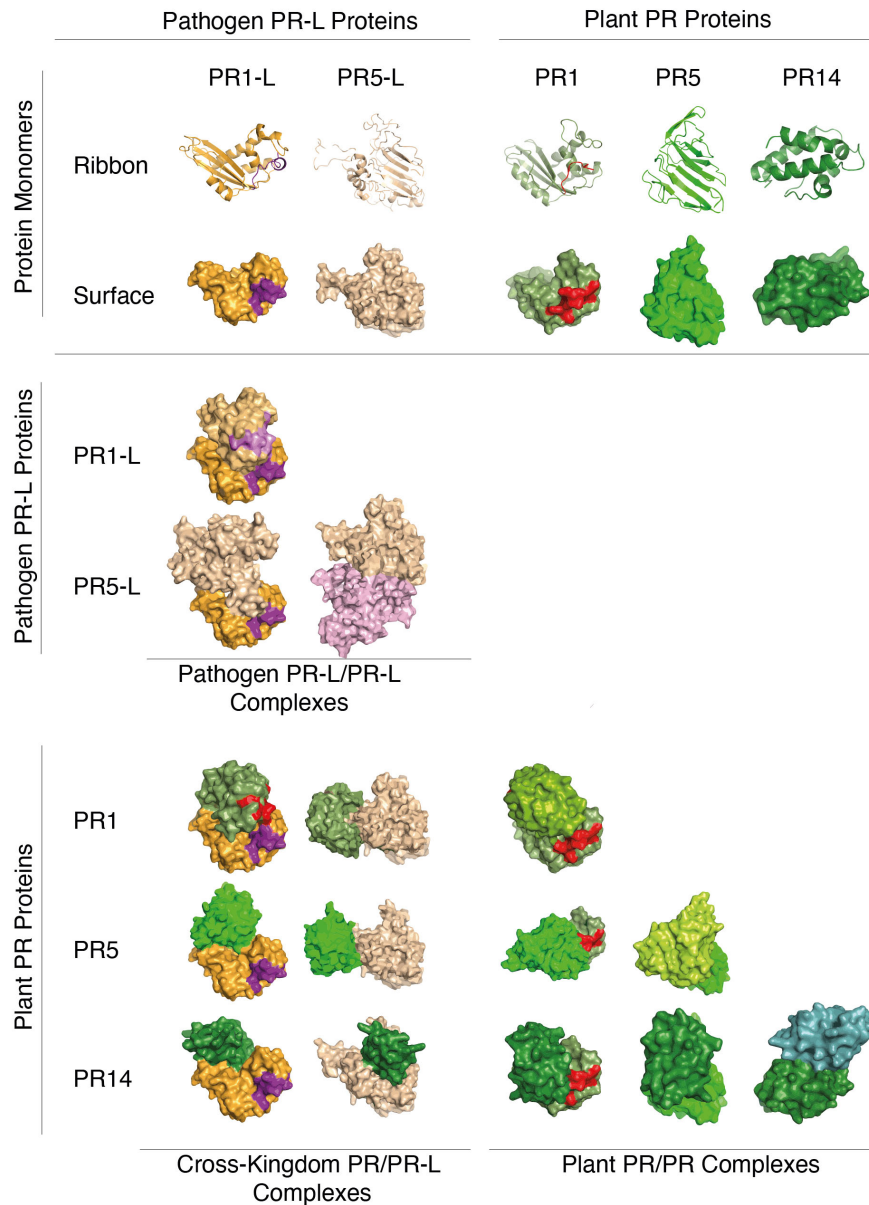 Pathogen PR-L Proteins
Plant PR Proteins
PR1-L
PR5-L
PR1
PR5
PR14
Protein Monomers
Ribbon
Surface
Pathogen PR-L Proteins
PR1-L
PR5-L
Pathogen PR-L/PR-L
Complexes
Plant PR Proteins
PR1
PR5
PR14
Cross-Kingdom PR/PR-L
Complexes
Plant PR/PR Complexes